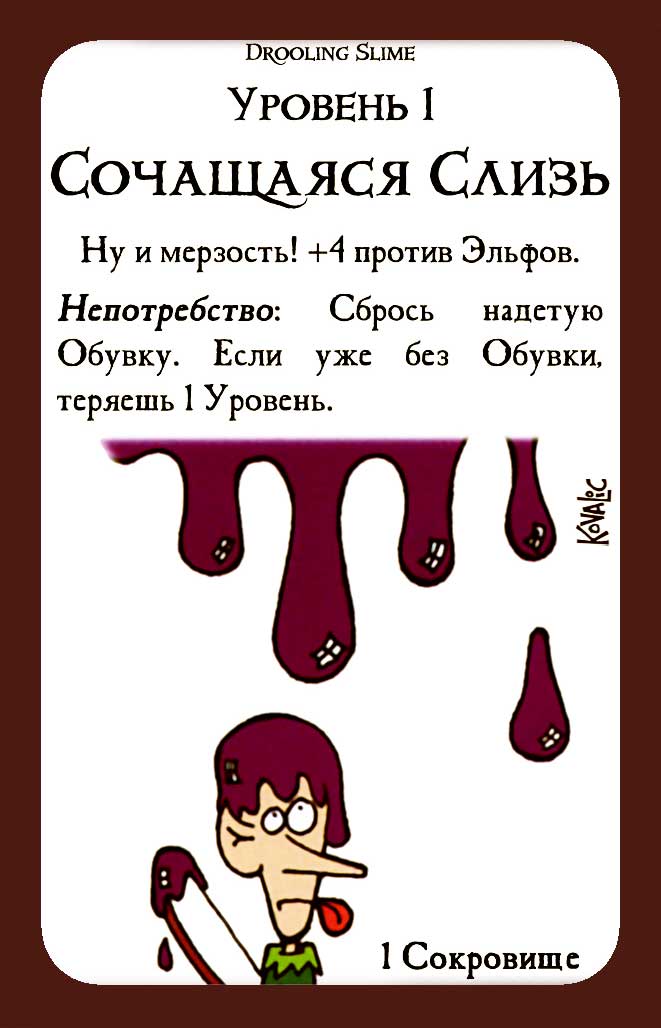 Drooling Slime
Уровень 1
Сочащаяся Слизь
Ну и мерзость! +4 против Эльфов.
Непотребство: Сбрось надетую
Обувку. Если уже без Обувки,
теряешь 1 Уровень.
Kovalic
1 Сокровище